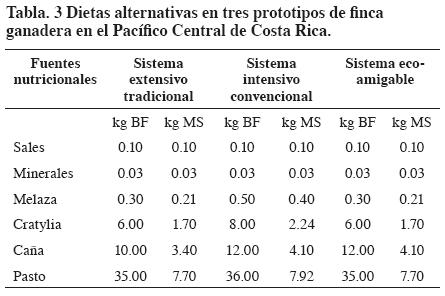 Tabla. 3 Dietas alternativas en tres prototipos de finca
ganadera en el Pacífico Central de Costa Rica.
Fuentes nutricionales Sistema extensivo tradicional Sistema intensivo convencional Sistema eco-amigable
kg BF kg MS kg BF kg MS kg BF kg MS
Sales 0.10 0.10 0.10 0.10 0.10 0.10
Minerales 0.03 0.03 0.03 0.03 0.03 0.03
Melaza 0.30 0.21 0.50 0.40 0.30 0.21
Cratylia 6.00 1.70 8.00 2.24 6.00 1.70
Caña 10.00 3.40 12.00 4.10 12.00 4.10
Pasto 35.00 7.70 36.00 7.92 35.00 7.70